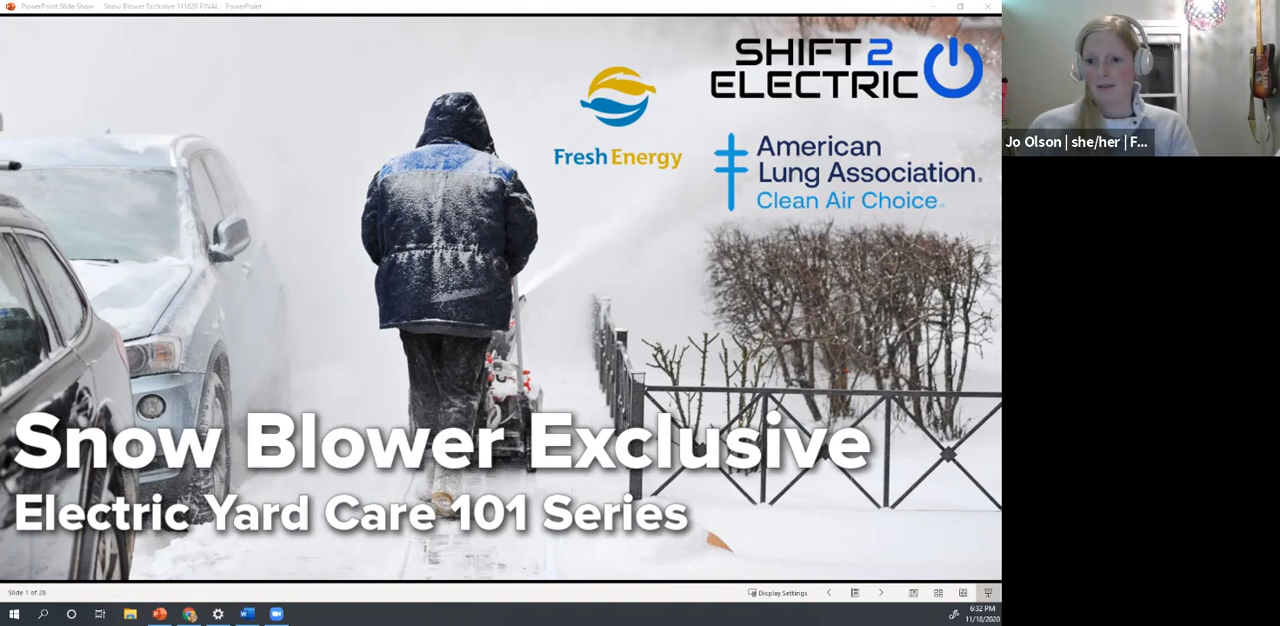 PowerPoint Slide Show - Snow Blower Exclusive 111620 FINAL - PowerPoint
SHIFT 2
ELECTRIC
Fresh Energy
American
Lung Association®
Clean Air Choice
Jo Olson | she/her | F...
Snow Blower Exclusive
Electric Yard Care 101 Series
Slide 1 of 28
Display Settings
6:32 PM
11/18/2020